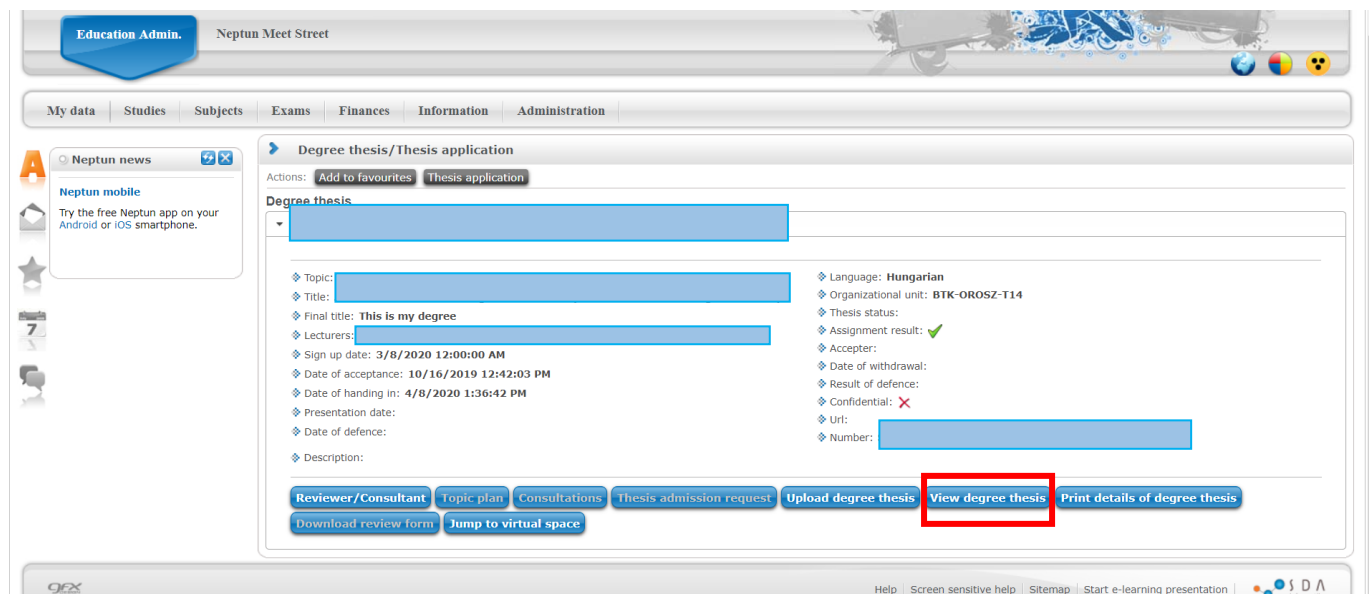 Education Admin. Neptun Meet Street
My data Studies Subjects Exams Finances Information Administration
Neptun news
Neptun mobile
Try the free Neptun app on your
Android or iOS smartphone.
7
Degree thesis/Thesis application
Actions: Add to favourites Thesis application
Degree thesis
Topic:
Title:
Final title: This is my degree
Lecturers:
Sign up date: 3/8/2020 12:00:00 AM
Date of acceptance: 10/16/2019 12:42:03 PM
Date of handing in: 4/8/2020 1:36:42 PM
Presentation date:
Date of defence:
Description:
Language: Hungarian
Organizational unit: BTK-OROSZ-T14
Thesis status:
Assignment result:
Accepter:
Date of withdrawal:
Result of defence:
Confidential:
Url:
Number:
Reviewer/Consultant Topic plan Consultations Thesis admission request Upload degree thesis View degree thesis Print details of degree thesis
Download review form Jump to virtual space
GFX Help Screen sensitive help Sitemap Start e-learning presentation SDA